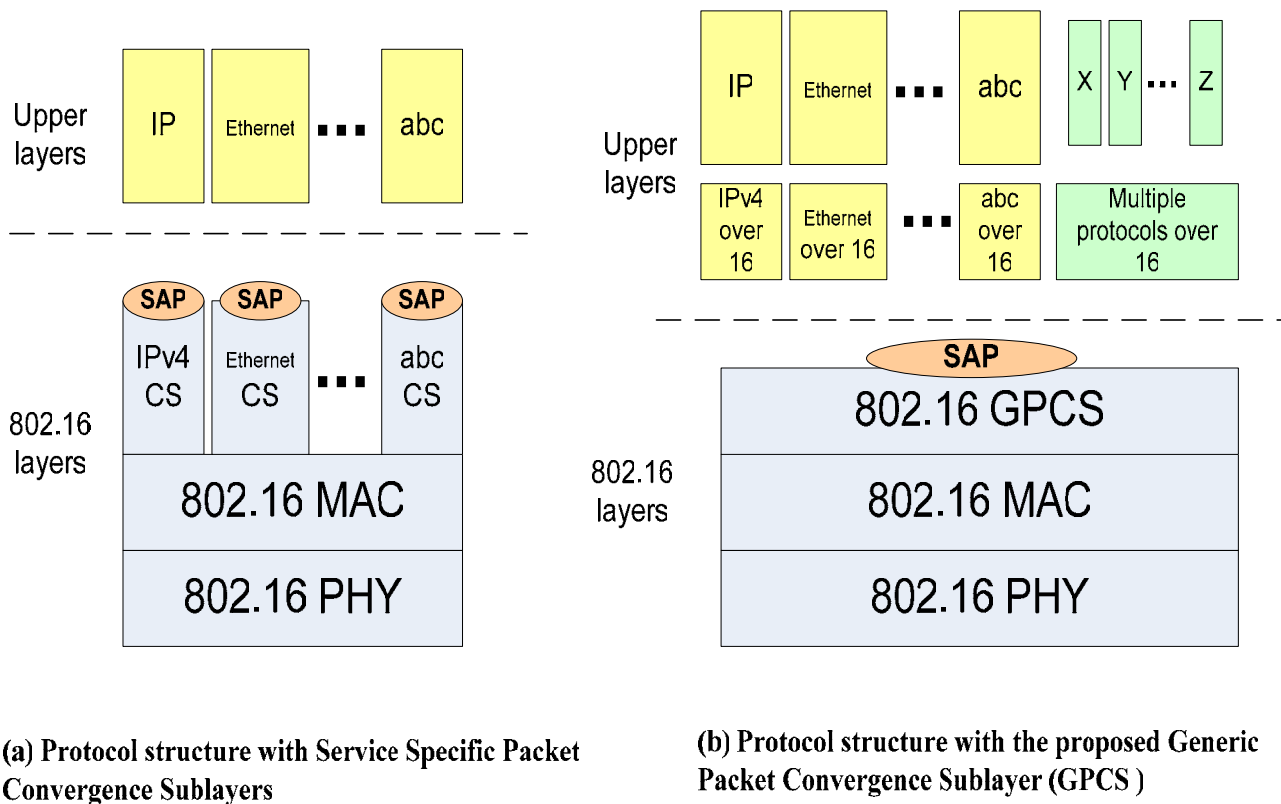 Upper
layers
IP
Ethernet
abc
SAP
SAP
SAP
IPv4
CS
Ethernet
CS
abc
CS
802.16
layers
802.16 MAC
802.16 PHY
(a) Protocol structure with Service Specific Packet
Convergence Sublayers
Upper
layers
IP
Ethernet
abc
X
Y
Z
IPv4
over
16
Ethernet
over 16
abc
over
16
Multiple
protocols over
16
SAP
802.16 GPCS
802.16
layers
802.16 MAC
802.16 PHY
(b) Protocol structure with the proposed Generic
Packet Convergence Sublayer (GPCS )